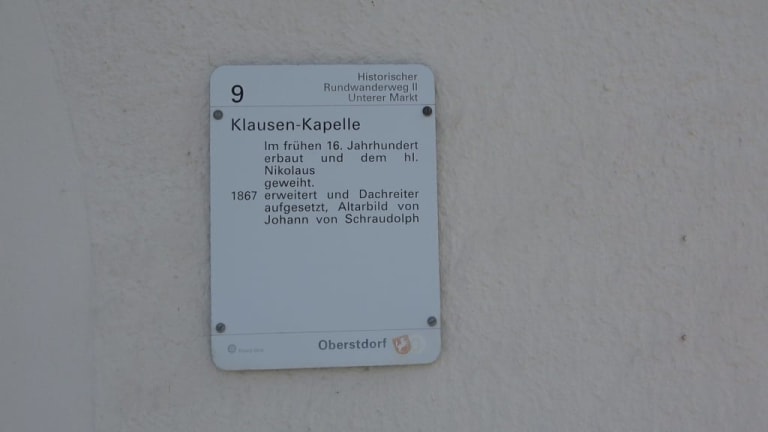 9
Historischer
Rundwanderweg II
Unterer Markt
Klausen-Kapelle
Im frühen 16. Jahrhundert
erbaut und dem hl.
Nikolaus
geweiht.
1867 erweitert und Dachreiter
aufgesetzt, Altarbild von
Johann von Schraudolph
Oberstdorf